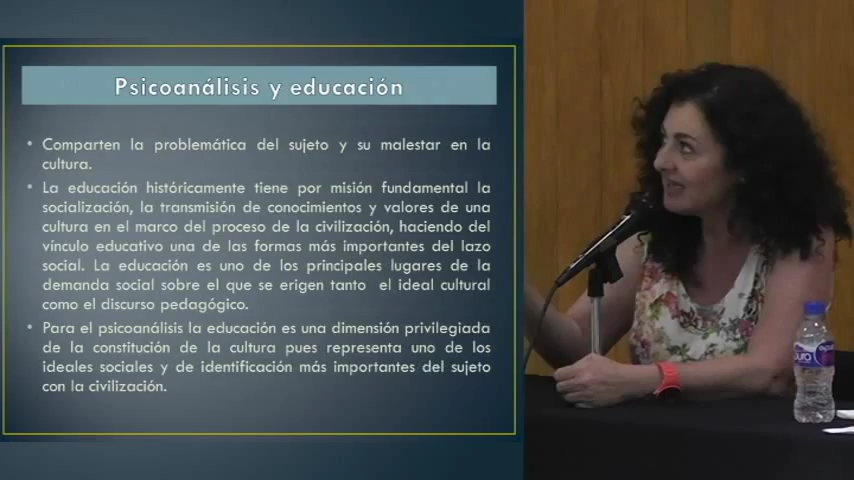 Psicoanálisis y educación
• Comparten la problemática del sujeto y su malestar en la
cultura.
• La educación históricamente tiene por misión fundamental la
socialización, la transmisión de conocimientos y valores de una
cultura en el marco del proceso de la civilización, haciendo del
vínculo educativo una de las formas más importantes del lazo
social. La educación es uno de los principales lugares de la
demanda social sobre el que se erigen tanto el ideal cultural
como el discurso pedagógico.
• Para el psicoanálisis la educación es una dimensión privilegiada
de la constitución de la cultura pues representa uno de los
ideales sociales y de identificación más importantes del sujeto
con la civilización.